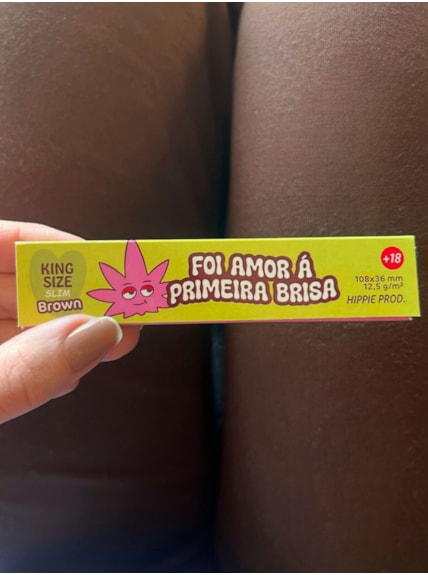 KING
SIZE
SLIM
Brown
FOI AMOR Á
PRIMEIRA BRISA
+18
108x36 mm
12,5 g/m²
HIPPIE PROD.